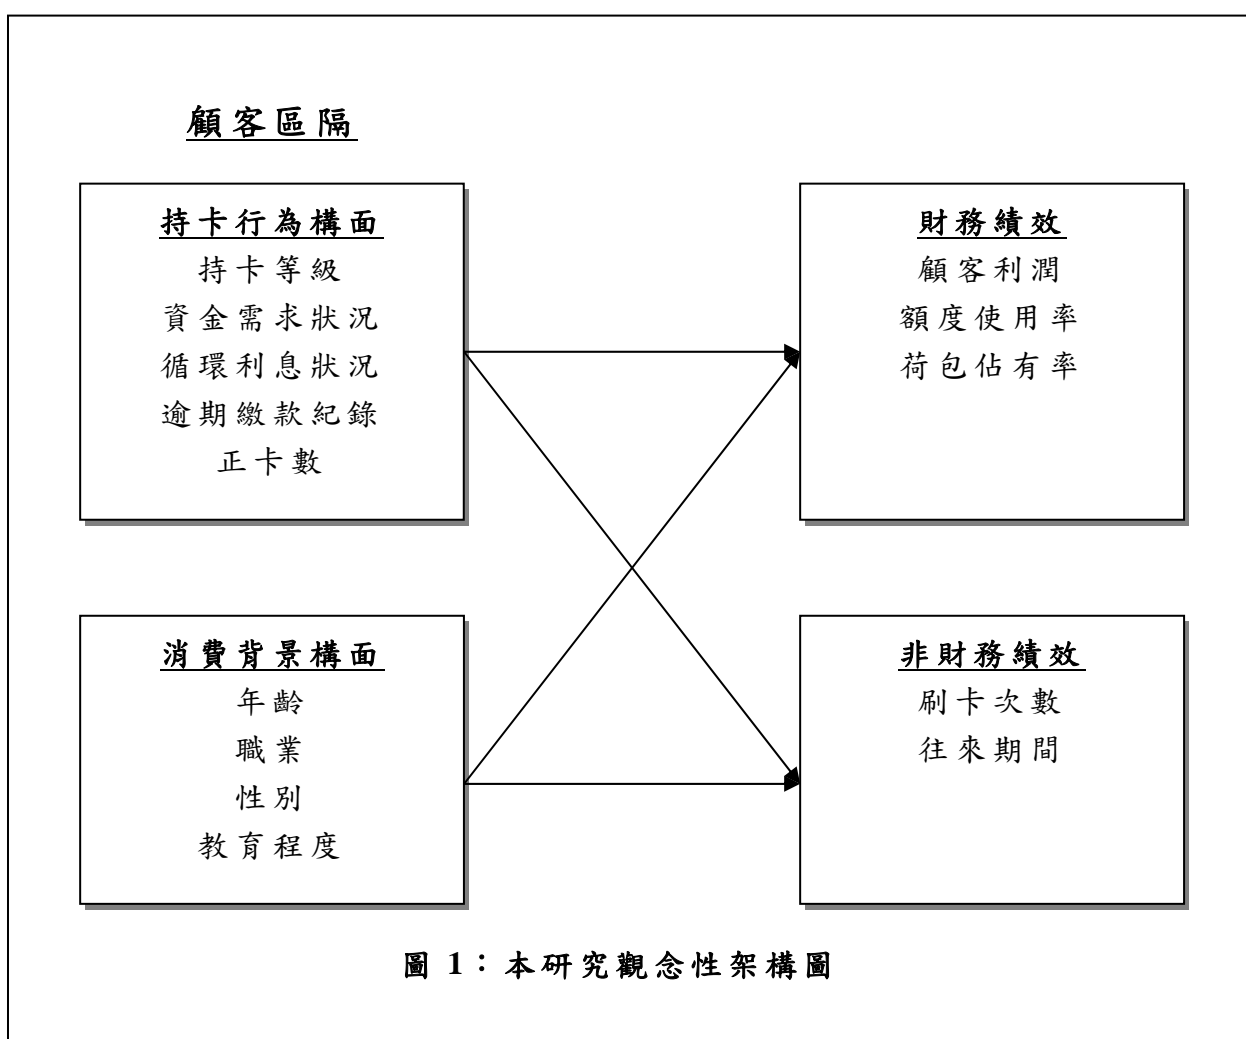 顧客區隔
持卡行為構面
持卡等級
資金需求狀況
循環利息狀況
逾期繳款紀錄
正卡數
財務績效
顧客利潤
額度使用率
荷包佔有率
消費背景構面
年齡
職業
性別
教育程度
非財務績效
刷卡次數
往來期間
圖 1：本研究觀念性架構圖